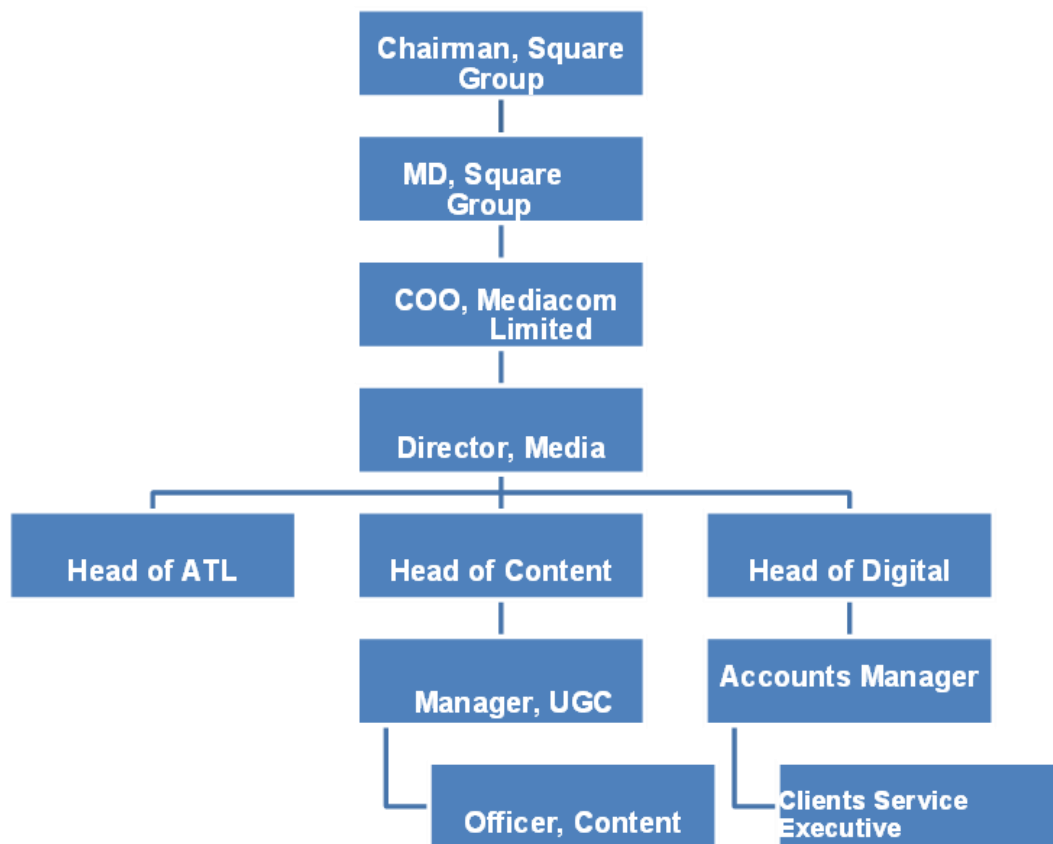 Chairman, Square
Group
MD, Square
Group
COO, Mediacom
Limited
Director, Media
Head of ATL
Head of Content
Head of Digital
Manager, UGC
Accounts Manager
Officer, Content
Clients Service
Executive